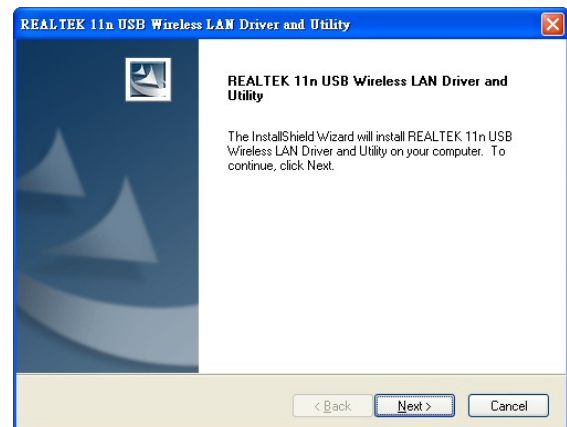 REALTEK 11n USB Wireless LAN Driver and Utility
REALTEK 11n USB Wireless LAN Driver and
Utility
The InstallShield Wizard will install REALTEK 11n USB
Wireless LAN Driver and Utility on your computer. To
continue, click Next.
< Back
Next >
Cancel